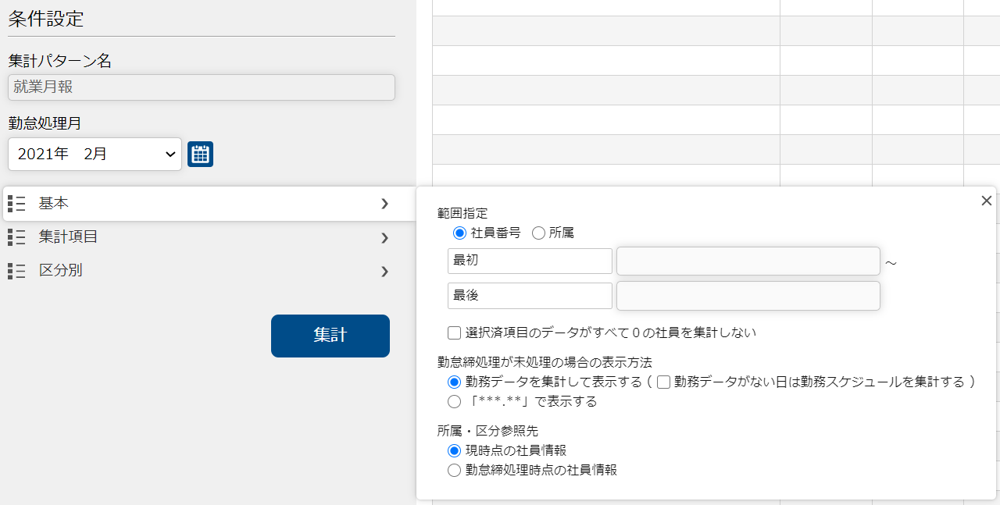 条件設定
集計パターン名
就業月報
勤怠処理月
2021年　2月
基本
集計項目
区分別
集計
範囲指定
社員番号 所属
最初 ～
最後
選択済項目のデータがすべて０の社員を集計しない
勤怠締処理が未処理の場合の表示方法
勤務データを集計して表示する ( 勤務データがない日は勤務スケジュールを集計する )
「***.**」で表示する
所属・区分参照先
現時点の社員情報
勤怠締処理時点の社員情報